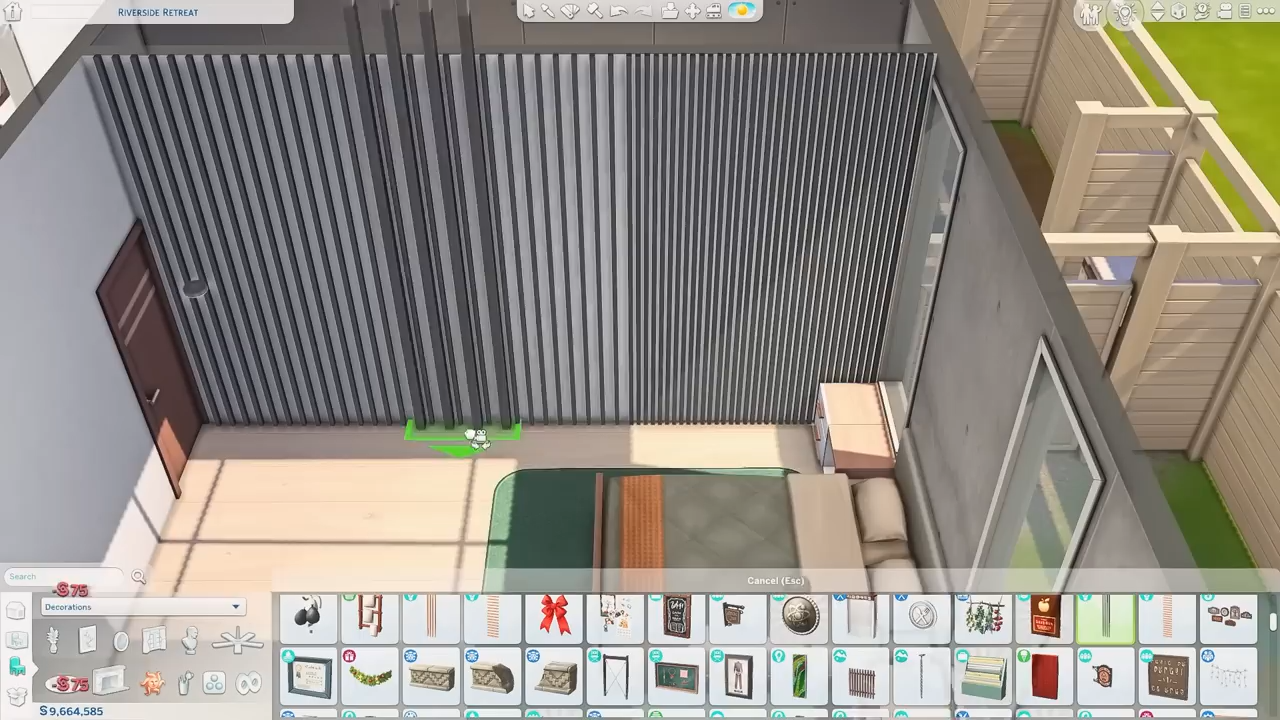 RIVERSIDE RETREAT
Cancel (Esc)
Search
-§75
Decorations
-§75
§9,664,585